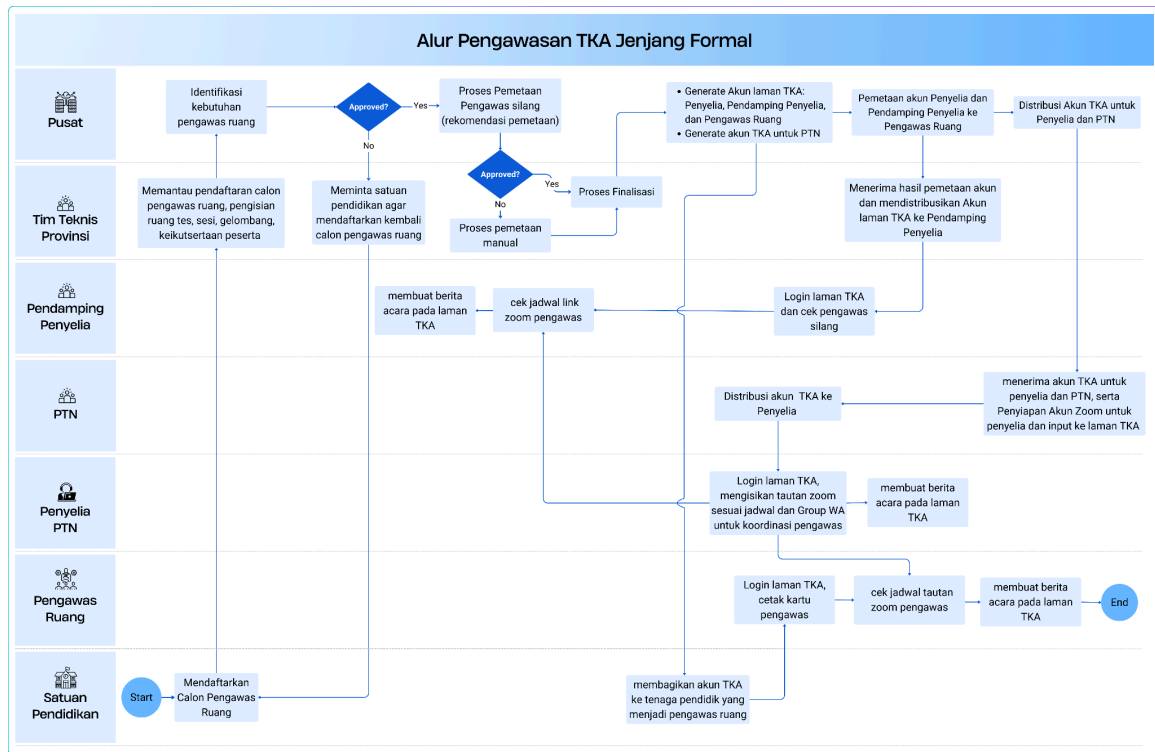 Alur Pengawasan TKA Jenjang Formal
Pusat
Identifikasi
kebutuhan
pengawas ruang
Approved?
Yes
No
Proses Pemetaan
Pengawas silang
(rekomendasi pemetaan)
• Generate Akun laman TKA:
Penyelia, Pendamping Penyelia,
dan Pengawas Ruang
• Generate akun TKA untuk PTN
Pemetaan akun Penyelia dan
Pendamping Penyelia ke
Pengawas Ruang
Distribusi Akun TKA untuk
Penyelia dan PTN
Approved?
Yes
No
Tim Teknis
Provinsi
Memantau pendaftaran calon
pengawas ruang, pengisian
ruang tes, sesi, gelombang,
keikutsertaan peserta
Meminta satuan
pendidikan agar
mendaftarkan kembali
calon pengawas ruang
Proses pemetaan
manual
Proses Finalisasi
Menerima hasil pemetaan akun
dan mendistribusikan Akun
laman TKA ke Pendamping
Penyelia
Pendamping
Penyelia
membuat berita
acara pada laman
TKA
cek jadwal link
zoom pengawas
Login laman TKA
dan cek pengawas
silang
PTN
Distribusi akun TKA ke
Penyelia
menerima akun TKA untuk
penyelia dan PTN, serta
Penyiapan Akun Zoom untuk
penyelia dan input ke laman TKA
Penyelia
PTN
Login laman TKA,
mengisikan tautan zoom
sesuai jadwal dan Group WA
untuk koordinasi pengawas
membuat berita
acara pada laman
TKA
Pengawas
Ruang
Login laman TKA,
cetak kartu
pengawas
cek jadwal tautan
zoom pengawas
membuat berita
acara pada laman
TKA
End
Satuan
Pendidikan
Start
Mendaftarkan
Calon Pengawas
Ruang
membagikan akun TKA
ke tenaga pendidik yang
menjadi pengawas ruang